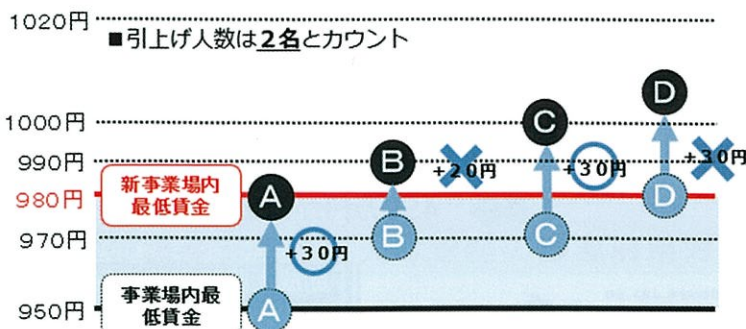 1020円
■引上げ人数は2名とカウント
D
1000円
C
B
990円
+20円
+30円
+30円
新事業場内
最低賃金
980円
A
D
970円
B
C
+30円
事業場内最
低賃金
950円
A